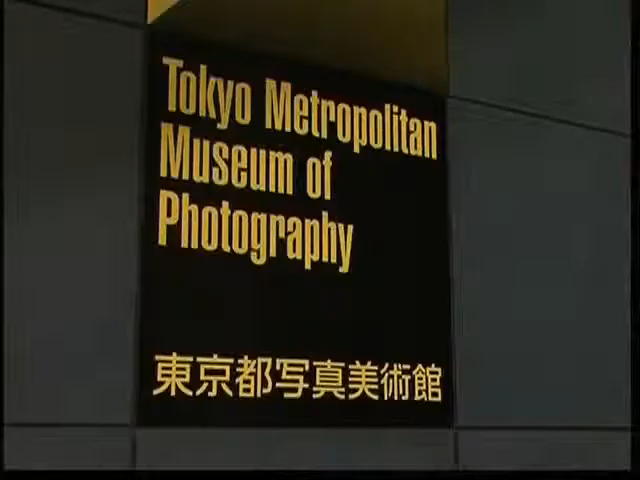 Tokyo Metropolitan
Museum of
Photography
東京都写真美術館